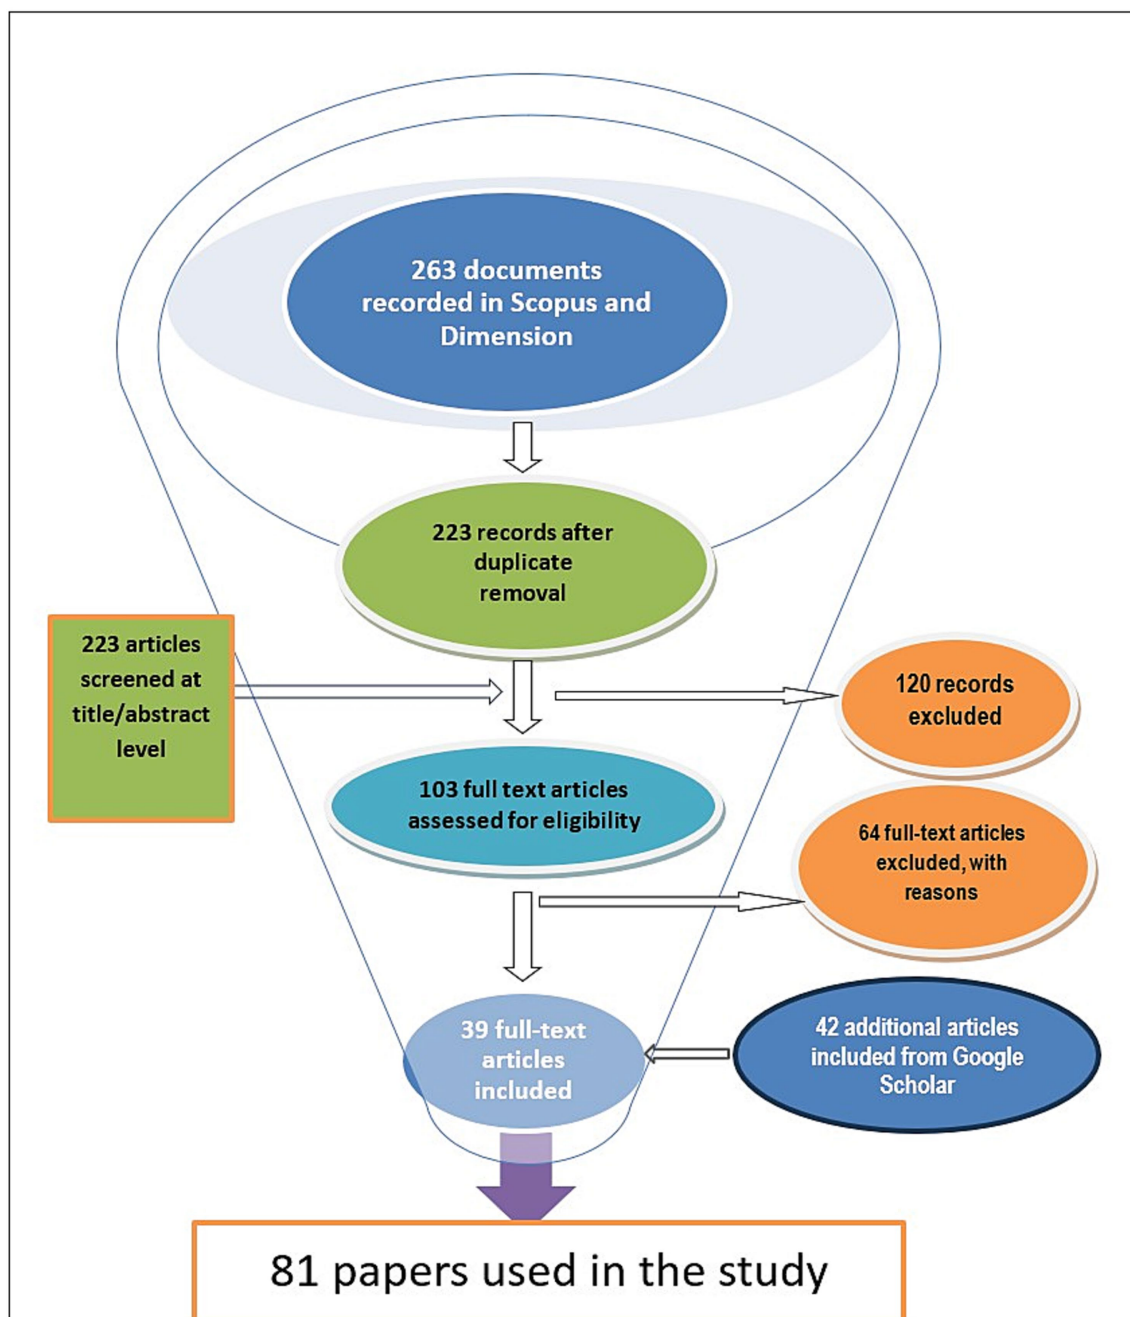 263 documents
recorded in Scopus and
Dimension
223 records after
duplicate
removal
223 articles
screened at
title/abstract
level
120 records
excluded
103 full text articles
assessed for eligibility
64 full-text articles
excluded, with
reasons
39 full-text
articles
included
42 additional articles
included from Google
Scholar
81 papers used in the study